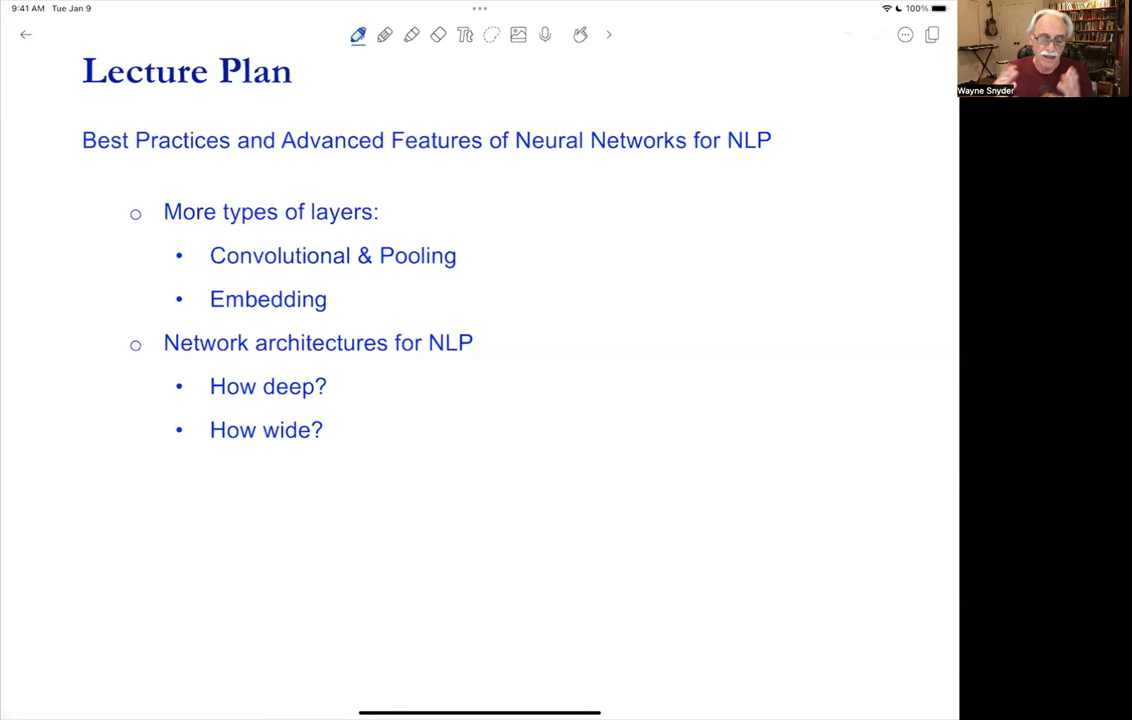 9:41 AM Tue Jan 9
100%
Wayne Snyder
Lecture Plan
Best Practices and Advanced Features of Neural Networks for NLP
o More types of layers:
• Convolutional & Pooling
• Embedding
o Network architectures for NLP
• How deep?
• How wide?